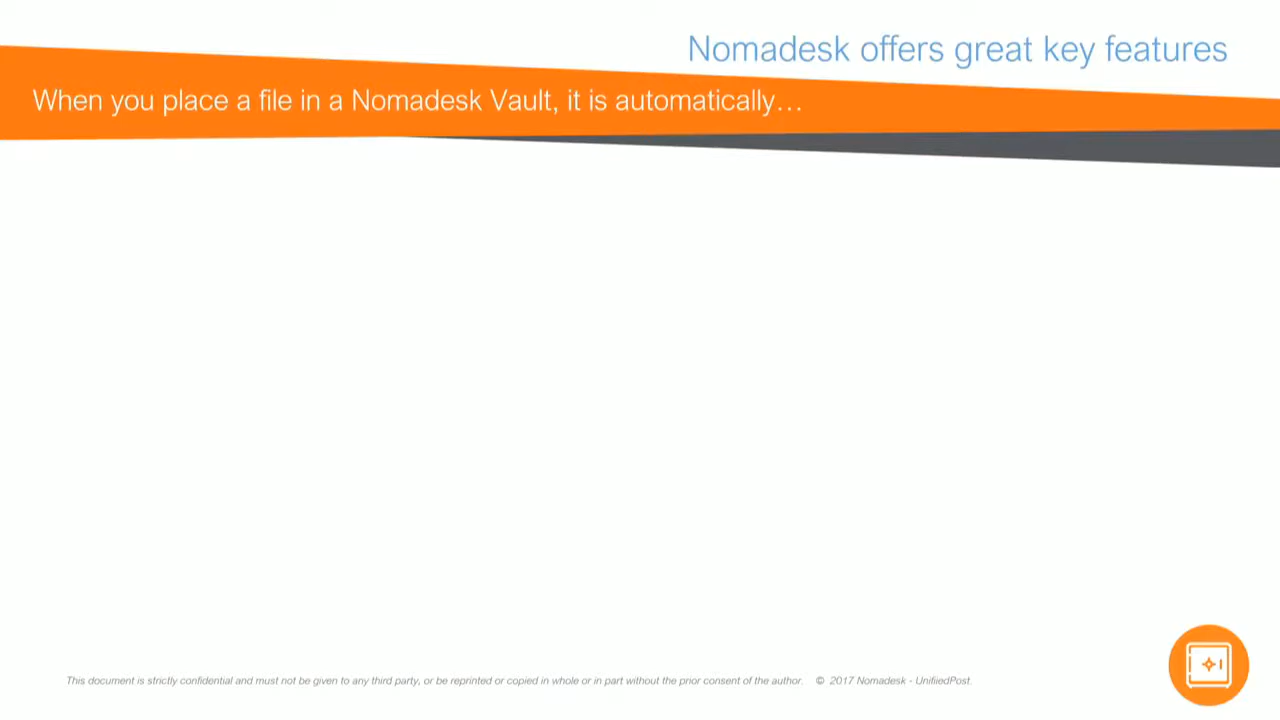 Nomadesk offers great key features
When you place a file in a Nomadesk Vault, it is automatically…
This document is strictly confidential and must not be given to any third party, or be reprinted or copied in whole or in part without the prior consent of the author. © 2017 Nomadesk - UnifiedPost.